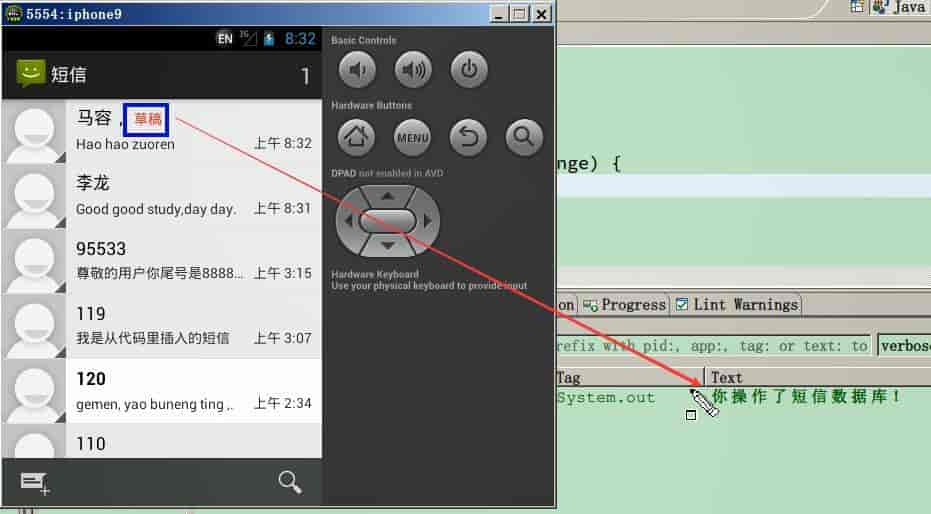 5554:iphone9
Java
EN 3G 8:32
Basic Controls
短信 1
Hardware Buttons
MENU
马容, 草稿
Hao hao zuoren 上午 8:32
nge) {
DPAD not enabled in AVD
李龙
Good good study,day day. 上午 8:31
95533
尊敬的用户你尾号是8888... 上午 3:15
Hardware Keyboard
Use your physical keyboard to provide input
on Progress Lint Warnings
119
我是从代码里插入的短信 上午 3:07
refix with pid:, app:, tag: or text: to verbose
120
gemen, yao buneng ting ,. 上午 2:34
Tag Text
System.out 你操作了短信数据库！
110